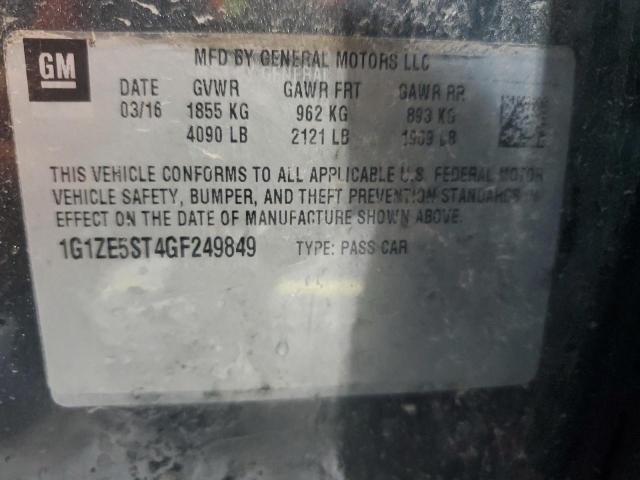 GM
MFD BY GENERAL MOTORS LLC
DATE GVWR GAWR FRT GAWR RR
03/16 1855 KG 962 KG 893 KG
4090 LB 2121 LB 1969 LB
THIS VEHICLE CONFORMS TO ALL APPLICABLE U.S. FEDERAL MOTOR
VEHICLE SAFETY, BUMPER, AND THEFT PREVENTION STANDARDS IN
EFFECT ON THE DATE OF MANUFACTURE SHOWN ABOVE.
1G1ZE5ST4GF249849 TYPE: PASS CAR